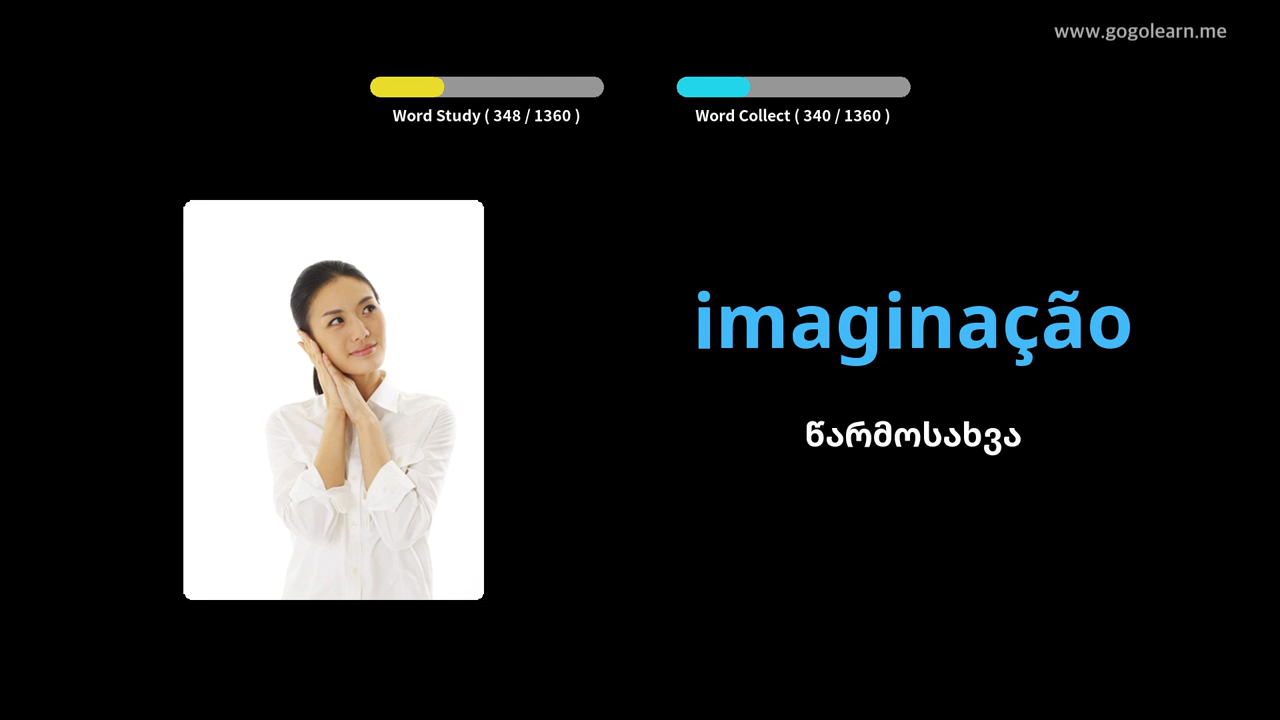 www.gogolearn.me
Word Study ( 348 / 1360 )
Word Collect ( 340 / 1360 )
imaginação
წარმოსახვა